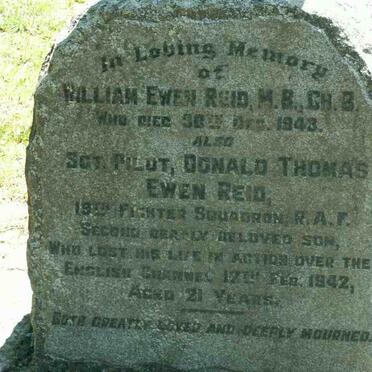 In Loving Memory
of
William Ewen Reid, M.B., Ch.B.
Who died 30th Dec. 1943.
Also
Sgt. Pilot, Donald Thomas
Ewen Reid,
19th Fighter Squadron, R.A.F.
Second dearly beloved son,
Who lost his life in action over the
English Channel 12th Feb. 1942,
Aged 21 Years.
Both greatly loved and deeply mourned.